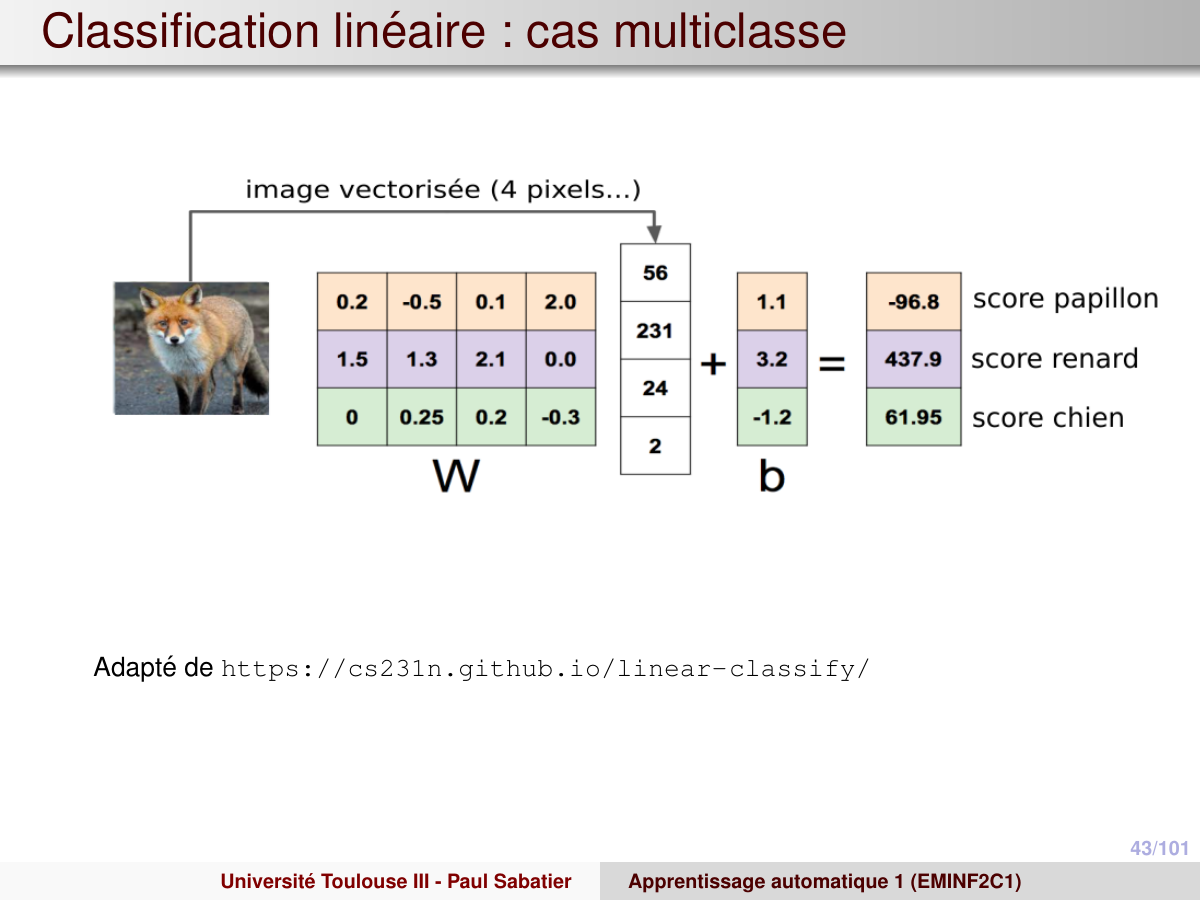 Classification linéaire : cas multiclasse
image vectorisée (4 pixels...)
56
0.2 -0.5 0.1 2.0 1.1 -96.8 score papillon
231
1.5 1.3 2.1 0.0 + 3.2 = 437.9 score renard
24
0 0.25 0.2 -0.3 -1.2 61.95 score chien
2
W b
Adapté de https://cs231n.github.io/linear-classify/
43/101
Université Toulouse III - Paul Sabatier Apprentissage automatique 1 (EMINF2C1)